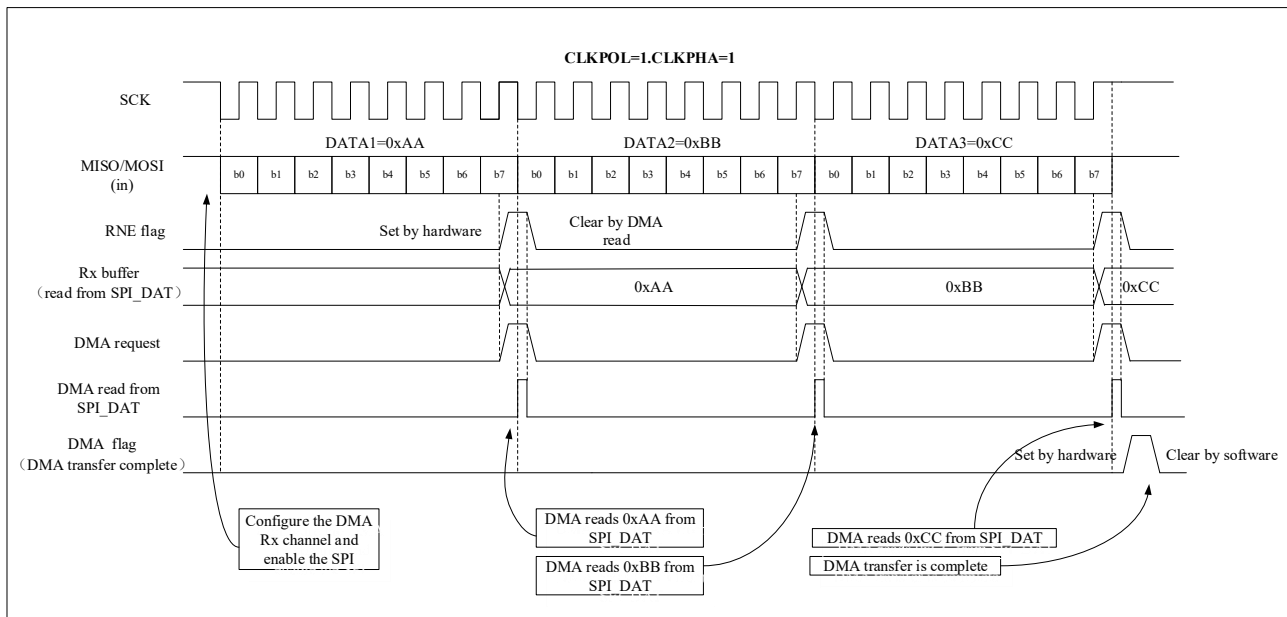 CLKPOL=1.CLKPHA=1
SCK
DATA1=0xAA
DATA2=0xBB
DATA3=0xCC
MISO/MOSI
(in)
b0 b1 b2 b3 b4 b5 b6 b7 b0 b1 b2 b3 b4 b5 b6 b7 b0 b1 b2 b3 b4 b5 b6 b7
RNE flag
Set by hardware
Clear by DMA
read
Rx buffer
（read from SPI_DAT）
0xAA
0xBB
0xCC
DMA request
DMA read from
SPI_DAT
DMA flag
（DMA transfer complete）
Set by hardware
Clear by software
Configure the DMA
Rx channel and
enable the SPI
DMA reads 0xAA from
SPI_DAT
DMA reads 0xBB from
SPI_DAT
DMA reads 0xCC from SPI_DAT
DMA transfer is complete